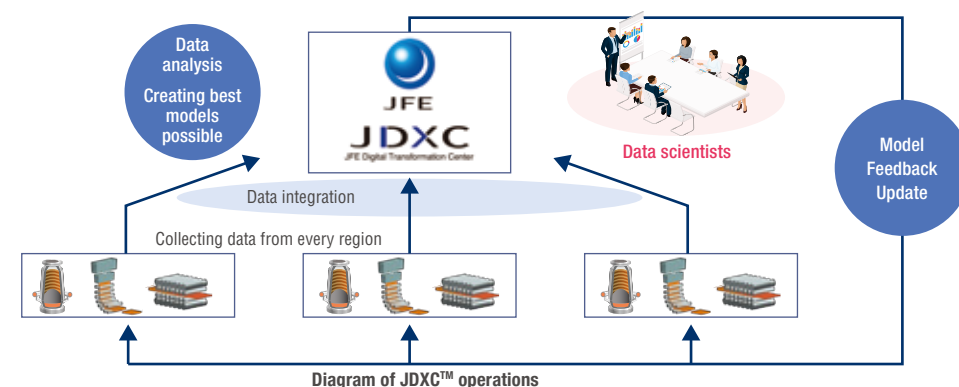 Data
analysis
Creating best
models
possible
JFE
JDXC
JFE Digital Transformation Center
Data scientists
Model
Feedback
Update
Data integration
Collecting data from every region
Diagram of JDXC™ operations